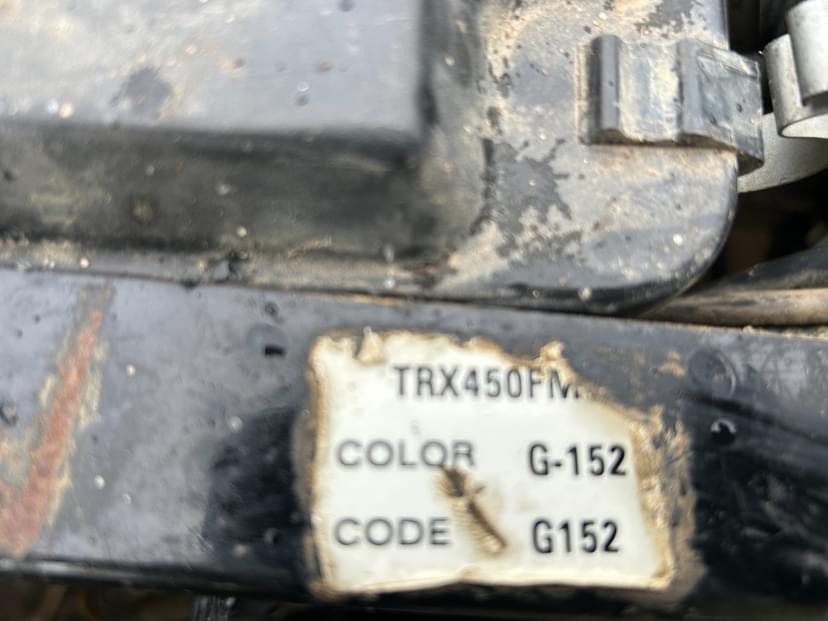 TRX450FM
COLOR G-152
CODE G152